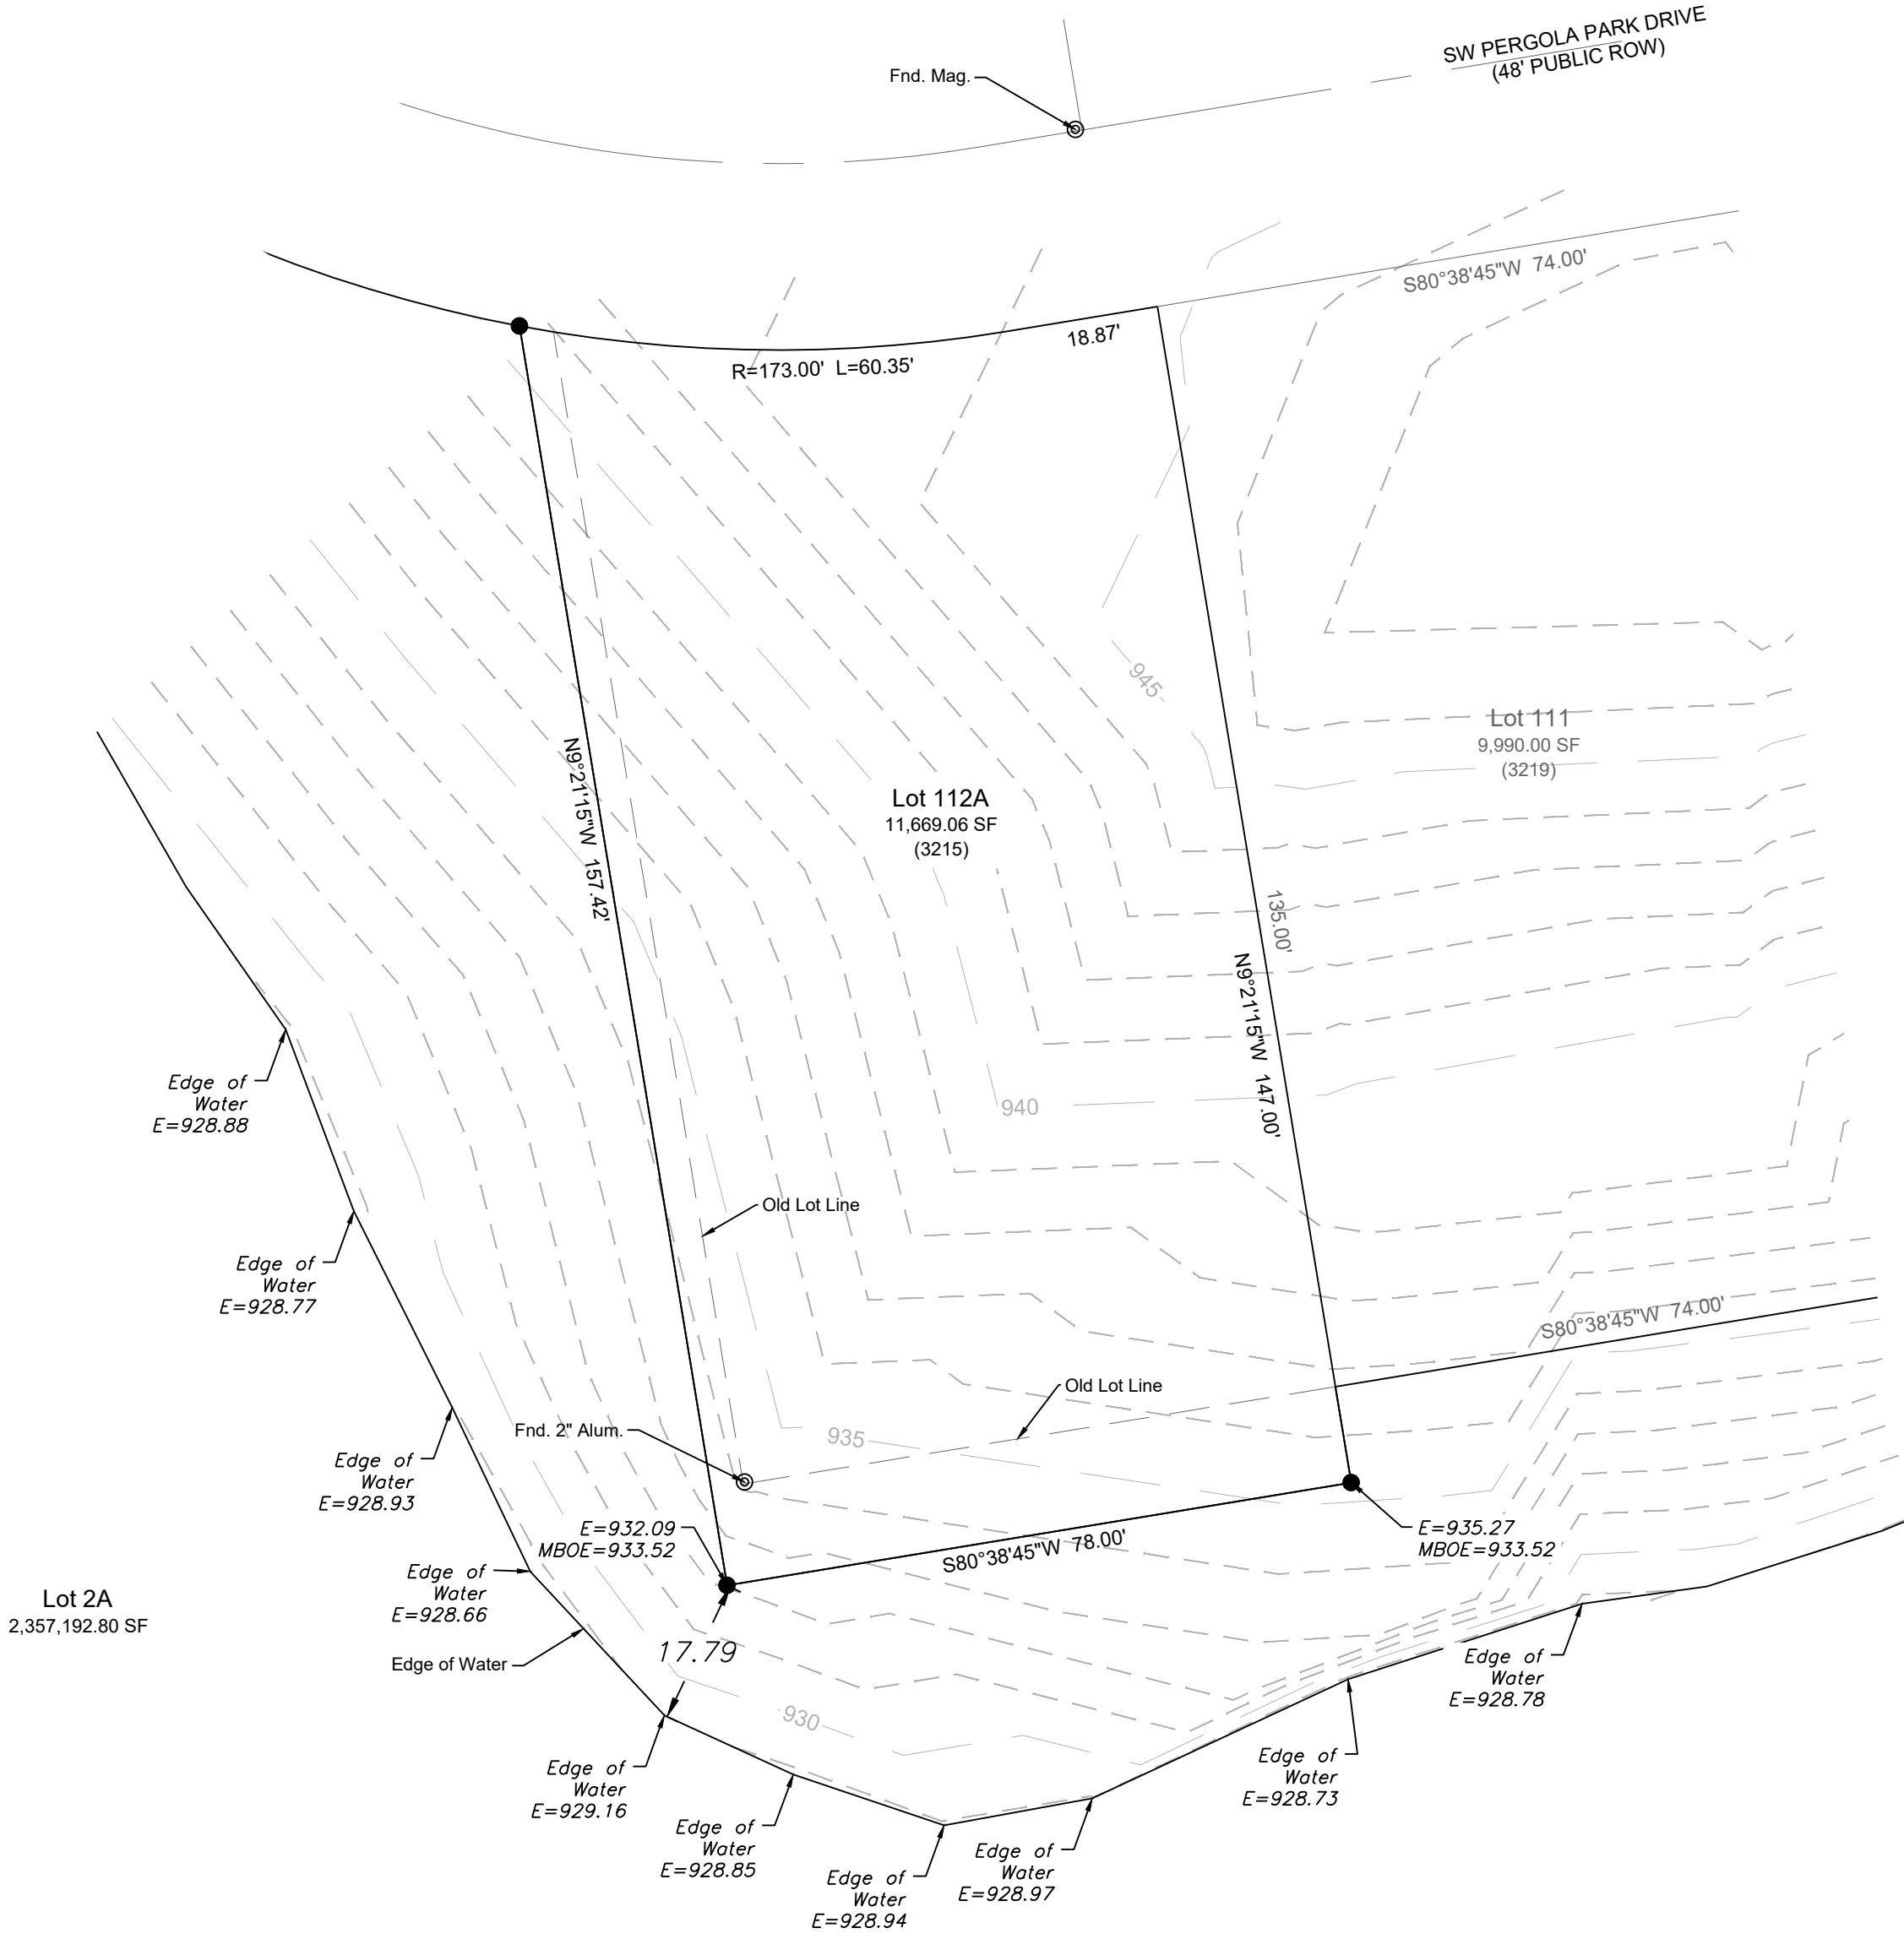 SW PERGOLA PARK DRIVE
(48' PUBLIC ROW)
Fnd. Mag.
S80°38'45"W 74.00'
18.87'
R=173.00' L=60.35'
945
Lot 111
9,990.00 SF
(3219)
N9°21'15"W 157.42'
Lot 112A
11,669.06 SF
(3215)
135.00'
N9°21'15"W 147.00'
Edge of
Water
E=928.88
940
Old Lot Line
Edge of
Water
E=928.77
S80°38'45"W 74.00'
Old Lot Line
Fnd. 2" Alum.
935
Edge of
Water
E=928.93
E=932.09
MBOE=933.52
E=935.27
MBOE=933.52
S80°38'45"W 78.00'
Edge of
Water
E=928.66
Lot 2A
2,357,192.80 SF
Edge of Water
17.79
Edge of
Water
E=928.78
930
Edge of
Water
E=929.16
Edge of
Water
E=928.73
Edge of
Water
E=928.85
Edge of
Water
E=928.97
Edge of
Water
E=928.94